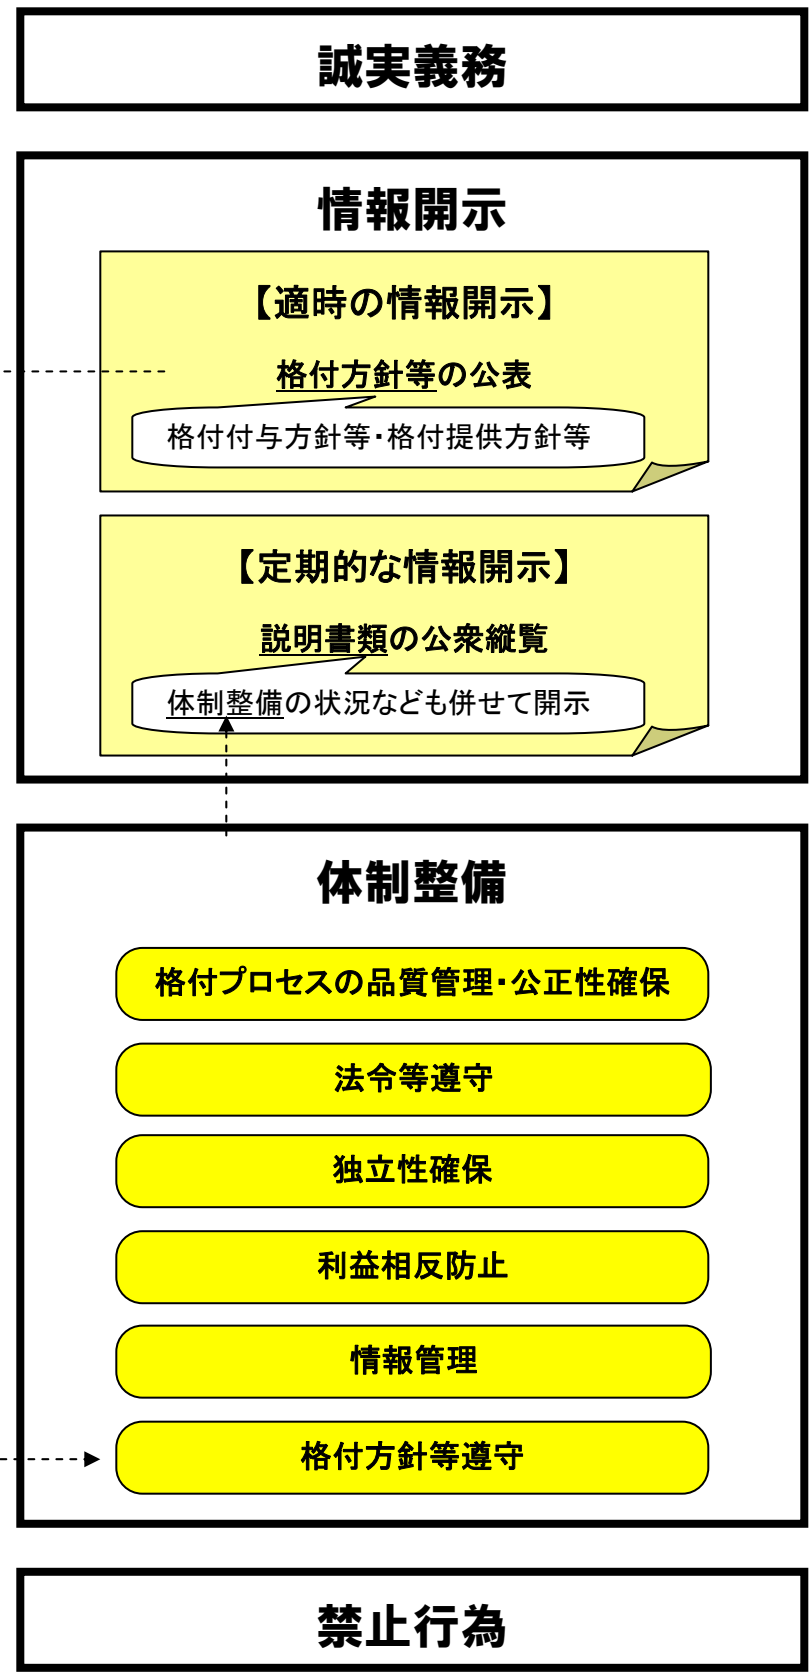 誠実義務
情報開示
【適時の情報開示】
格付方針等の公表
格付付与方針等・格付提供方針等
【定期的な情報開示】
説明書類の公衆縦覧
体制整備の状況なども併せて開示
体制整備
格付プロセスの品質管理・公正性確保
法令等遵守
独立性確保
利益相反防止
情報管理
格付方針等遵守
禁止行為